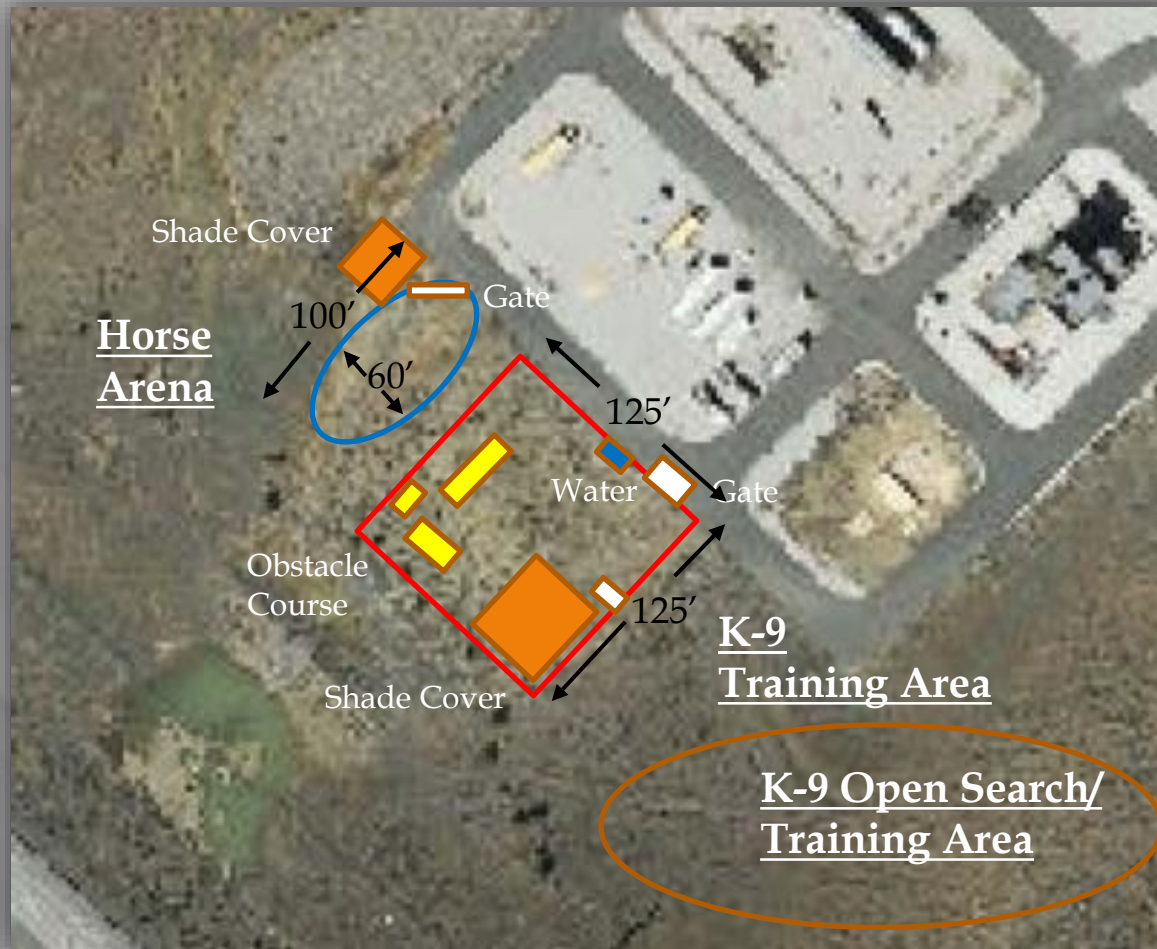 Shade Cover
Gate
100’
Horse
Arena
60’
125’
Water
Gate
Obstacle
Course
125’
K-9
Training Area
Shade Cover
K-9 Open Search/
Training Area